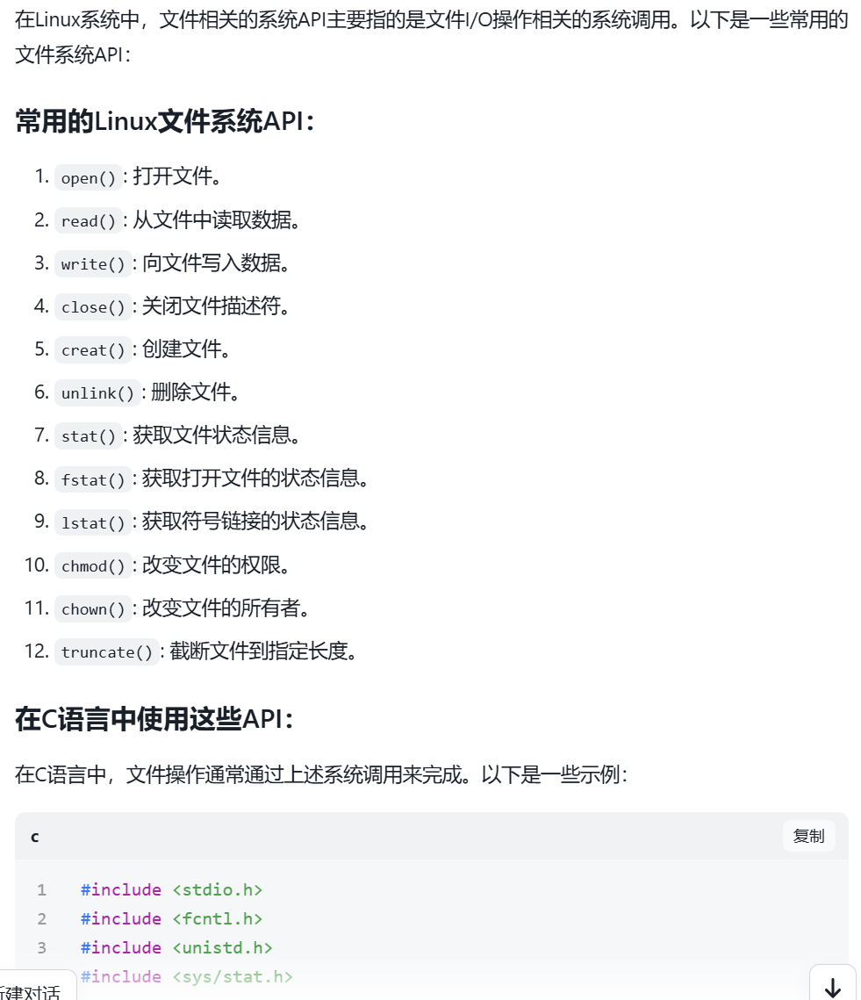 在Linux系统中，文件相关的系统API主要指的是文件I/O操作相关的系统调用。以下是一些常用的
文件系统API：
常用的Linux文件系统API：
1. open()：打开文件。
2. read()：从文件中读取数据。
3. write()：向文件写入数据。
4. close()：关闭文件描述符。
5. creat()：创建文件。
6. unlink()：删除文件。
7. stat()：获取文件状态信息。
8. fstat()：获取打开文件的状态信息。
9. lstat()：获取符号链接的状态信息。
10. chmod()：改变文件的权限。
11. chown()：改变文件的所有者。
12. truncate()：截断文件到指定长度。
在C语言中使用这些API：
在C语言中，文件操作通常通过上述系统调用来完成。以下是一些示例：
c 复制
1 #include <stdio.h>
2 #include <fcntl.h>
3 #include <unistd.h>
#include <sys/stat.h>
建对话